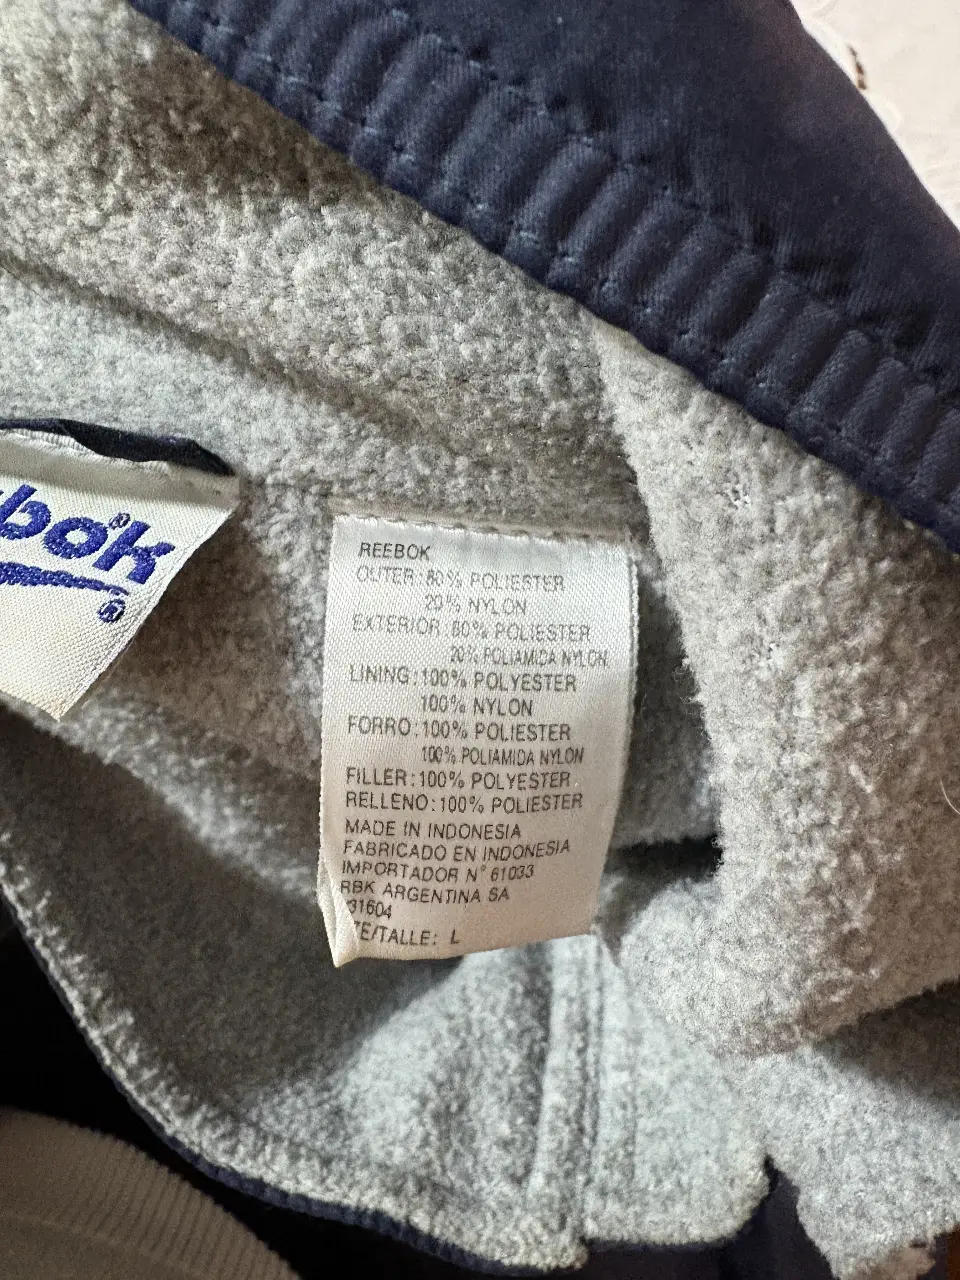 bok®
®
REEBOK
OUTER:80% POLIESTER
20% NYLON
EXTERIOR:80% POLIESTER
20% POLIAMIDA NYLON
LINING:100% POLYESTER
100% NYLON
FORRO:100% POLIESTER
100% POLIAMIDA NYLON
FILLER:100% POLYESTER
RELLENO:100% POLIESTER
MADE IN INDONESIA
FABRICADO EN INDONESIA
IMPORTADOR N° 61033
RBK ARGENTINA SA
31604
ZE/TALLE: L